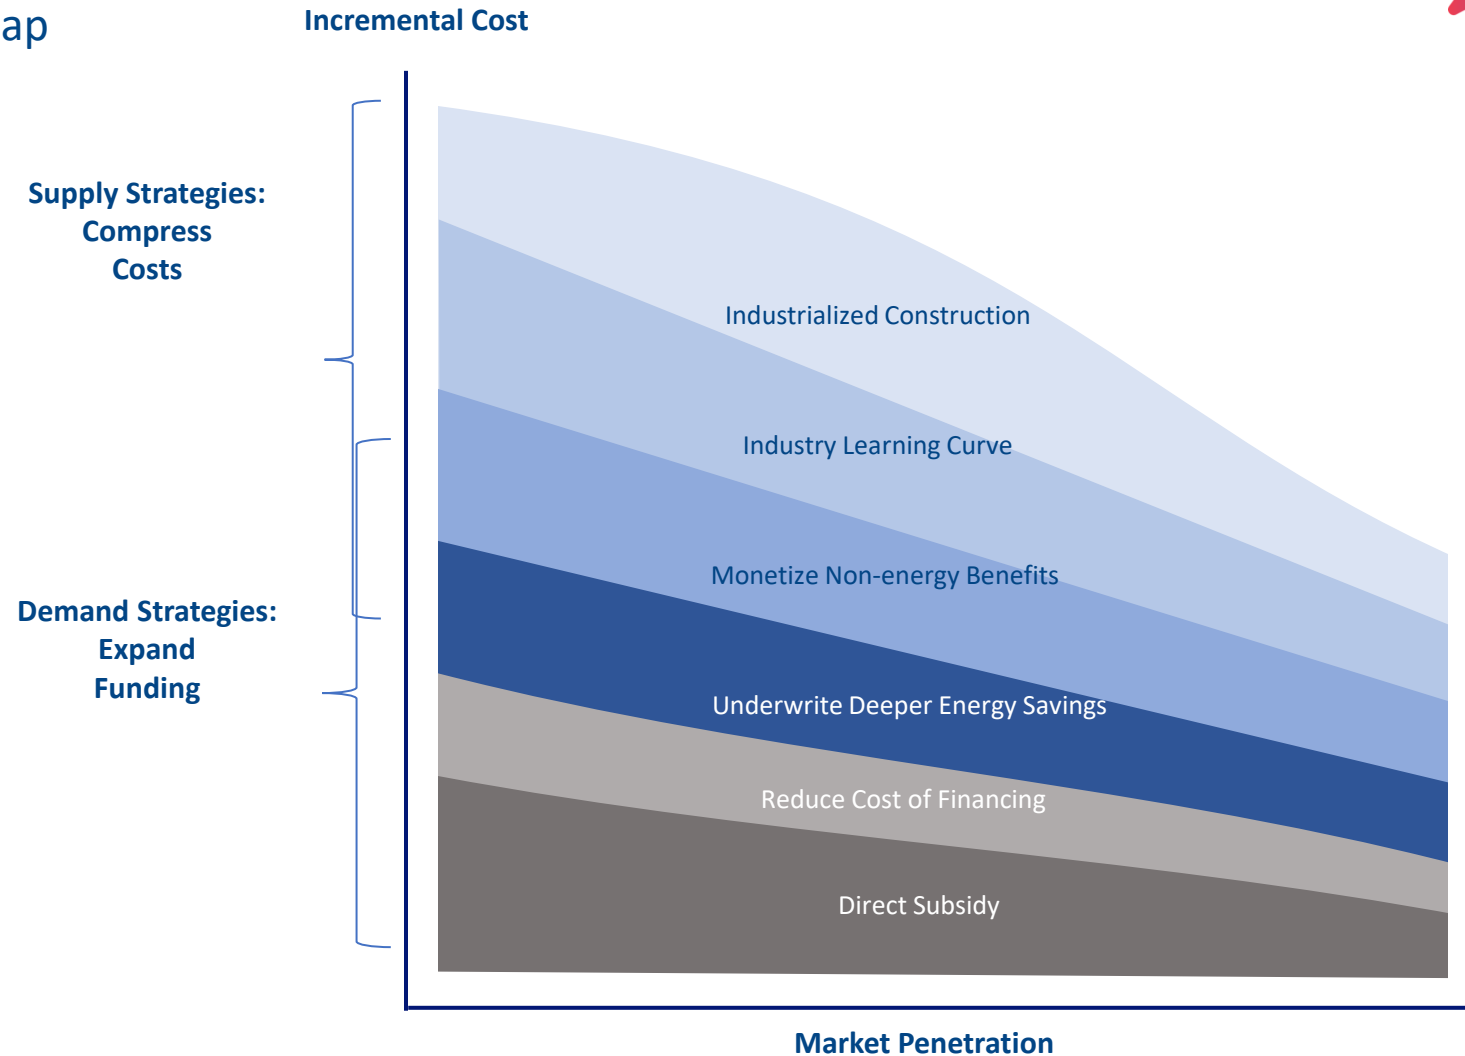 ap
Incremental Cost
Supply Strategies:
Compress
Costs
Industrialized Construction
Industry Learning Curve
Monetize Non-energy Benefits
Demand Strategies:
Expand
Funding
Underwrite Deeper Energy Savings
Reduce Cost of Financing
Direct Subsidy
Market Penetration